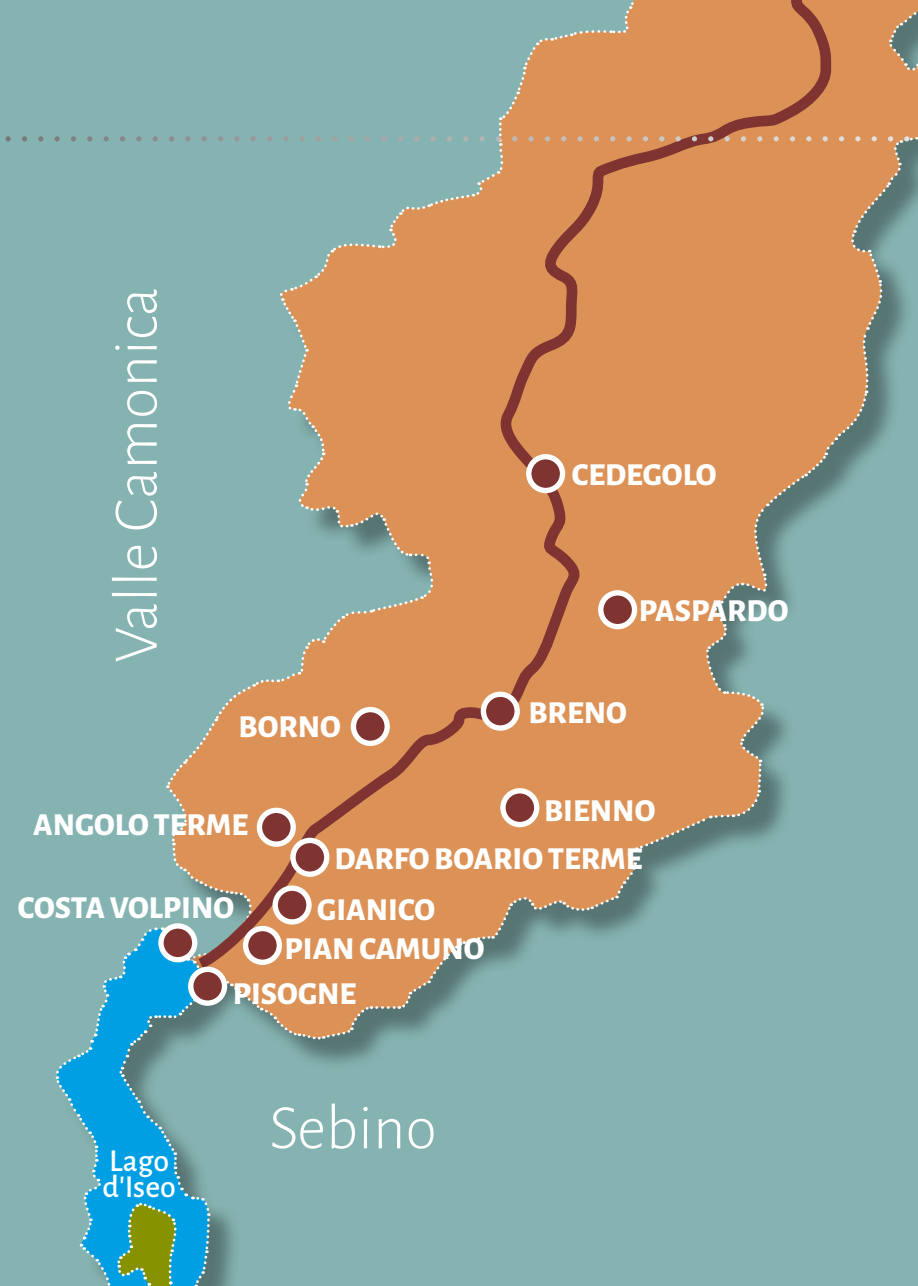 Valle Camonica
CEDEGOLO
PASPARDO
BRENO
BORNO
BIENNO
ANGOLO TERME
DARFO BOARIO TERME
COSTA VOLPINO
GIANICO
PIAN CAMUNO
PISOGNE
Sebino
Lago
d'Iseo